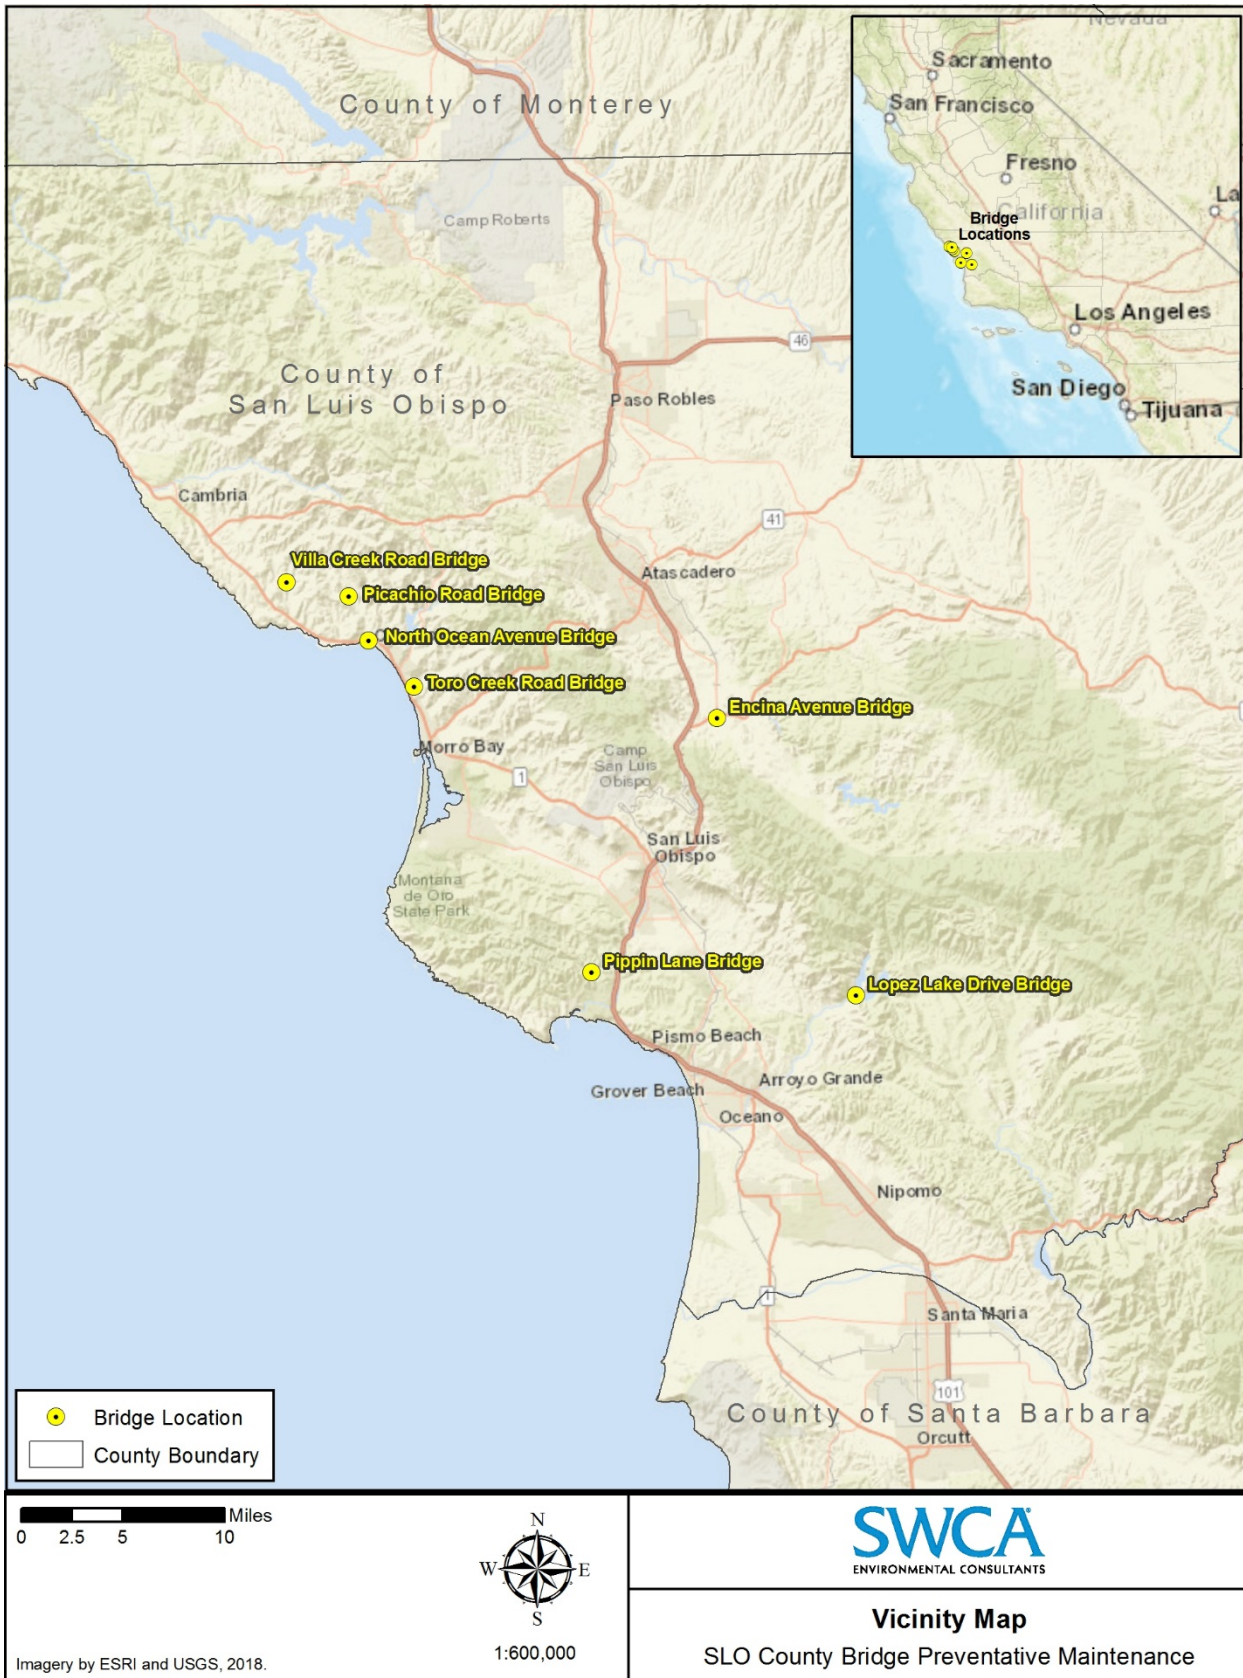 Nevada
Sacramento
San Francisco
Fresno
La
California
Bridge
Locations
Los Angeles
San Diego
Tijuana
County of Monterey
Camp Roberts
46
County of
San Luis Obispo
Paso Robles
Cambria
41
Villa Creek Road Bridge
Atascadero
Picachio Road Bridge
North Ocean Avenue Bridge
Toro Creek Road Bridge
Encina Avenue Bridge
Morro Bay
Camp
San Luis
Obispo
1
San Luis
Obispo
Montana
de Oro
State Park
Pippin Lane Bridge
Lopez Lake Drive Bridge
Pismo Beach
Arroyo Grande
Grover Beach
Oceano
Nipomo
1
Santa Maria
101
County of Santa Barbara
Orcutt
Bridge Location
County Boundary
Miles
0 2.5 5 10
N
W E
S
1:600,000
Imagery by ESRI and USGS, 2018.
SWCA
ENVIRONMENTAL CONSULTANTS
Vicinity Map
SLO County Bridge Preventative Maintenance